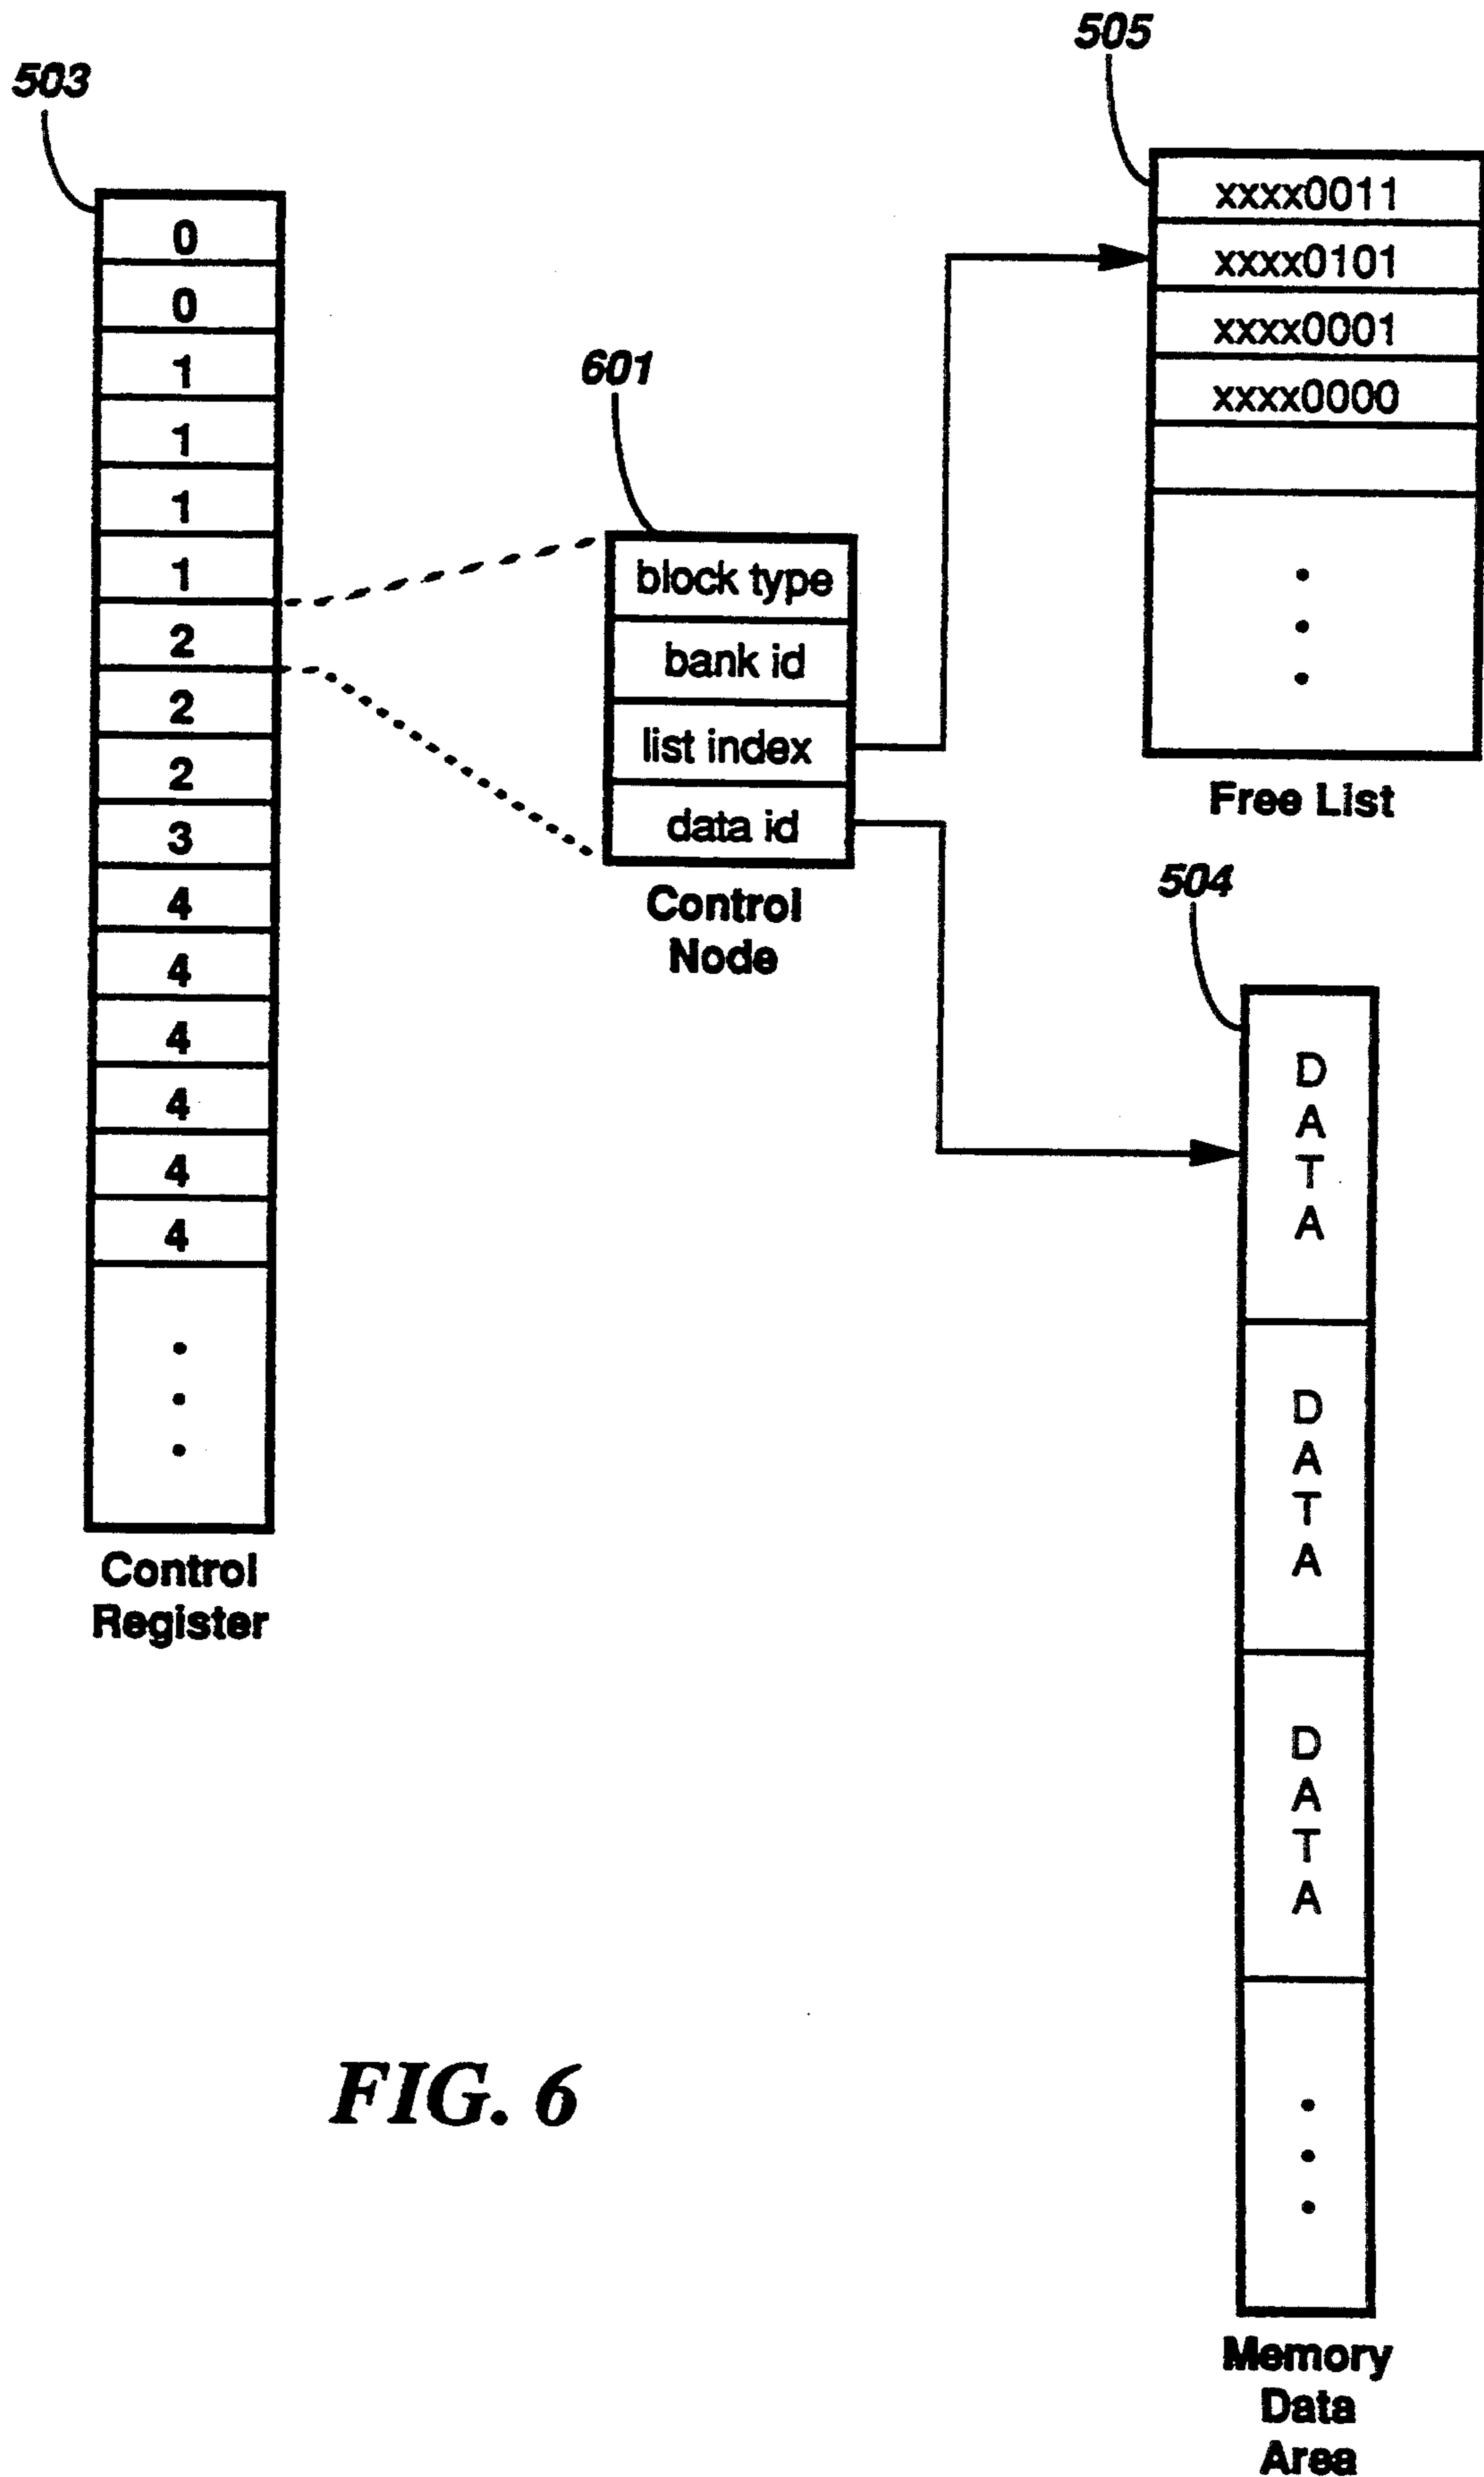 505
503
xxxx0011
xxxx0101
xxxx0001
xxxx0000
Free List
0
0
1
1
1
1
2
2
2
3
4
4
4
4
4
4
Control
Register
601
block type
bank id
list index
data id
Control
Node
504
D
A
T
A
D
A
T
A
D
A
T
A
Memory
Data
Area
FIG. 6